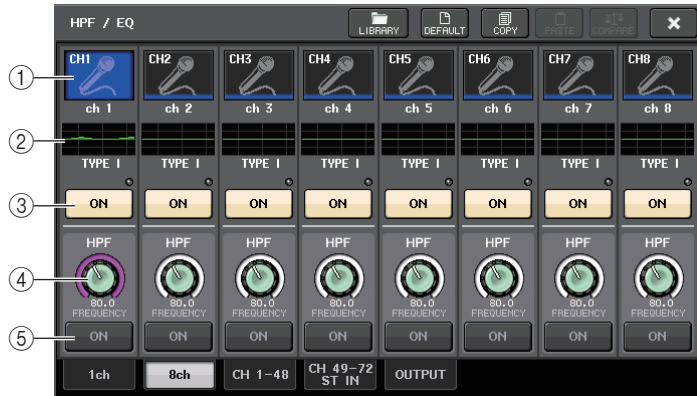 HPF / EQ LIBRARY DEFAULT COPY PASTE COMPARE
CH1 CH2 CH3 CH4 CH5 CH6 CH7 CH8
① ch 1 ch 2 ch 3 ch 4 ch 5 ch 6 ch 7 ch 8
② TYPE I TYPE I TYPE I TYPE I TYPE I TYPE I TYPE I TYPE I
③ ON ON ON ON ON ON ON ON
HPF HPF HPF HPF HPF HPF HPF HPF
④ 80.0 80.0 80.0 80.0 80.0 80.0 80.0 80.0
FREQUENCY FREQUENCY FREQUENCY FREQUENCY FREQUENCY FREQUENCY FREQUENCY FREQUENCY
⑤ ON ON ON ON ON ON ON ON
1ch 8ch CH 1-48 CH 49-72 ST IN OUTPUT